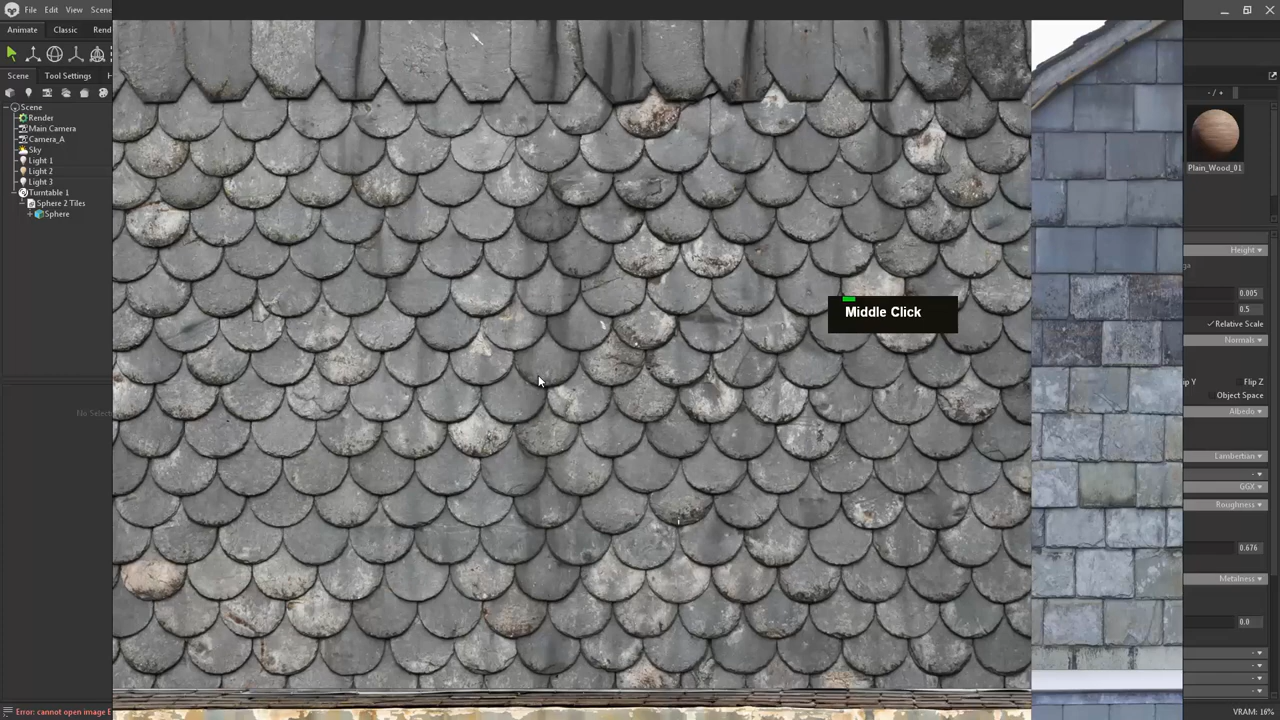 File Edit View Scene
Animate Classic Rend
Scene Tool Settings H
- / +
Scene
Render
Main Camera
Camera_A
Sky
Light 1
Light 2
Light 3
Turntable 1
Sphere 2 Tiles
Sphere
Plain_Wood_01
Height
0.005
0.5
Relative Scale
Normals
Flip Z
Object Space
Albedo
Lambertian
GGX
Roughness
0.676
Metalness
0.0
Middle Click
No Selec
Error: cannot open image E
VRAM: 16%